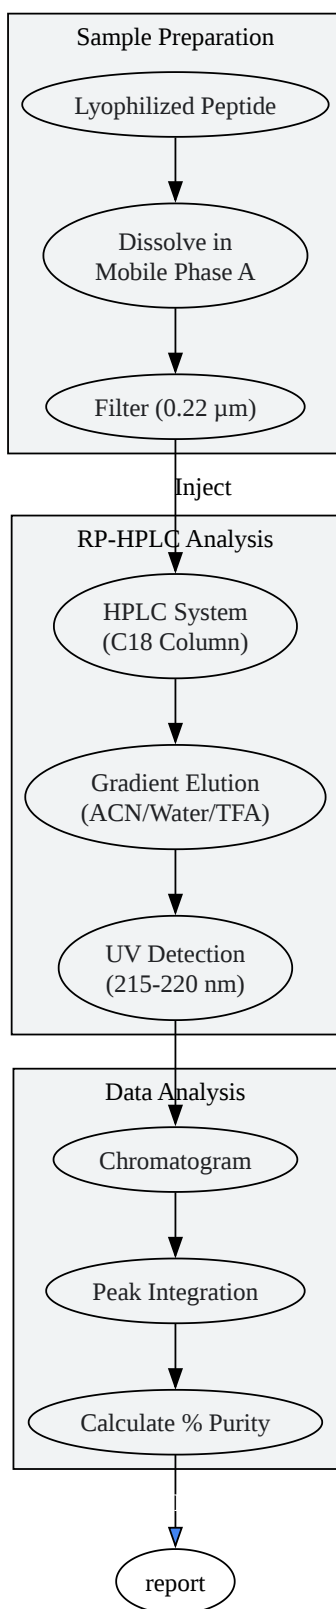 Sample Preparation
Lyophilized Peptide
Dissolve in
Mobile Phase A
Filter (0.22 µm)
Inject
RP-HPLC Analysis
HPLC System
(C18 Column)
Gradient Elution
(ACN/Water/TFA)
UV Detection
(215-220 nm)
Data Analysis
Chromatogram
Peak Integration
Calculate % Purity
report